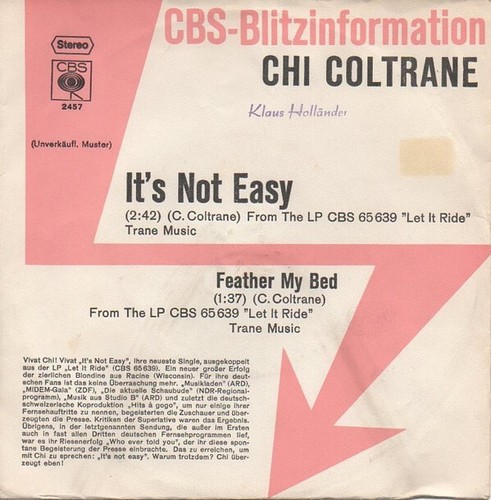 CBS-Blitzinformation
Stereo
CHI COLTRANE
CBS
2457
Klaus Holländer
(Unverkäufl. Muster)
It's Not Easy
(2:42) (C. Coltrane) From The LP CBS 65639 "Let It Ride"
Trane Music
Feather My Bed
(1:37) (C. Coltrane)
From The LP CBS 65639 "Let It Ride"
Trane Music
Vivat Chi! Vivat „It's Not Easy”, ihre neueste Single, ausgekoppelt
aus der LP „Let it Ride” (CBS 65639). Ein neuer großer Erfolg
der zierlichen Blondine aus Racine (Wisconsin). Für ihre deut-
schen Fans ist das keine Überraschung mehr. „Musikladen” (ARD),
„MIDEM-Gala” (ZDF), „Die aktuelle Schaubude” (NDR-Regional-
programm), „Musik aus Studio B” (ARD) und zuletzt die deutsch-
schweizerische Koproduktion „Hits à gogo”, um nur einige ihrer
Fernsehauftritte zu nennen, begeisterten die Zuschauer und über-
zeugten die Presse. Kritiken der Superlative waren das Ergebnis.
Übrigens, in der letztgenannten Sendung, die außer im Ersten
auch in fast allen Dritten deutschen Fernsehprogrammen lief,
war es ihr Riesenerfolg „Who ever told you”, der ihr diese spon-
tane Begeisterung der Presse einbrachte. Das zu erreichen, um
mit Chi zu sprechen: „It's not easy”. Warum trotzdem? Chi über-
zeugt eben!